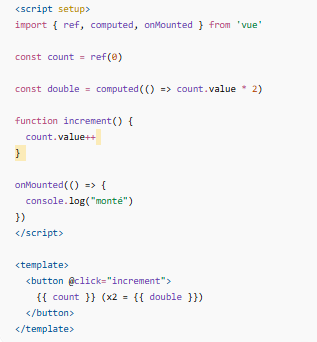 <script setup>
import { ref, computed, onMounted } from 'vue'

const count = ref(0)

const double = computed(() => count.value * 2)

function increment() {
  count.value++
}

onMounted(() => {
  console.log("monté")
})
</script>

<template>
  <button @click="increment">
    {{ count }} (x2 = {{ double }})
  </button>
</template>